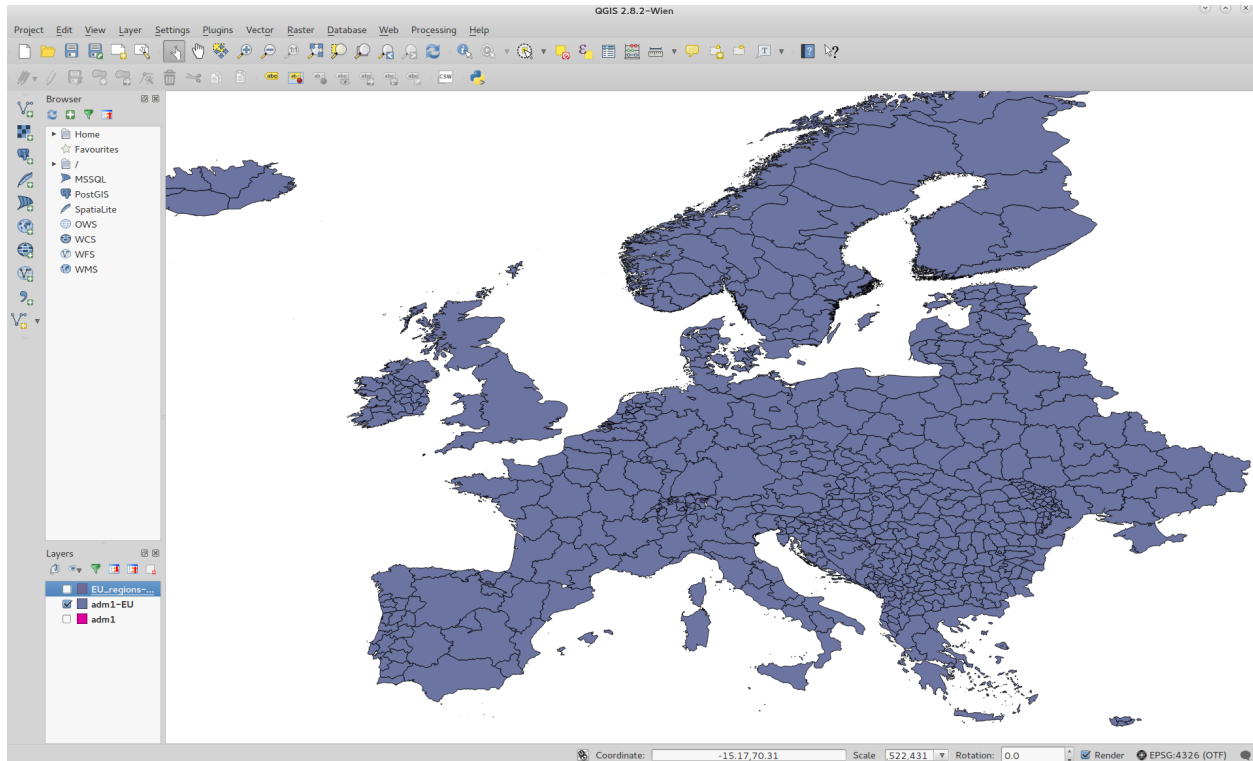 QGIS 2.8.2-Wien
Project Edit View Layer Settings Plugins Vector Raster Database Web Processing Help
abc
CSW
Browser
Home
Favourites
/
MSSQL
PostGIS
SpatiaLite
OWS
WCS
WFS
WMS
Layers
EU_regions-...
adm1-EU
adm1
Coordinate: -15.17,70.31 Scale 522,431 Rotation: 0.0 Render EPSG:4326 (OTF)